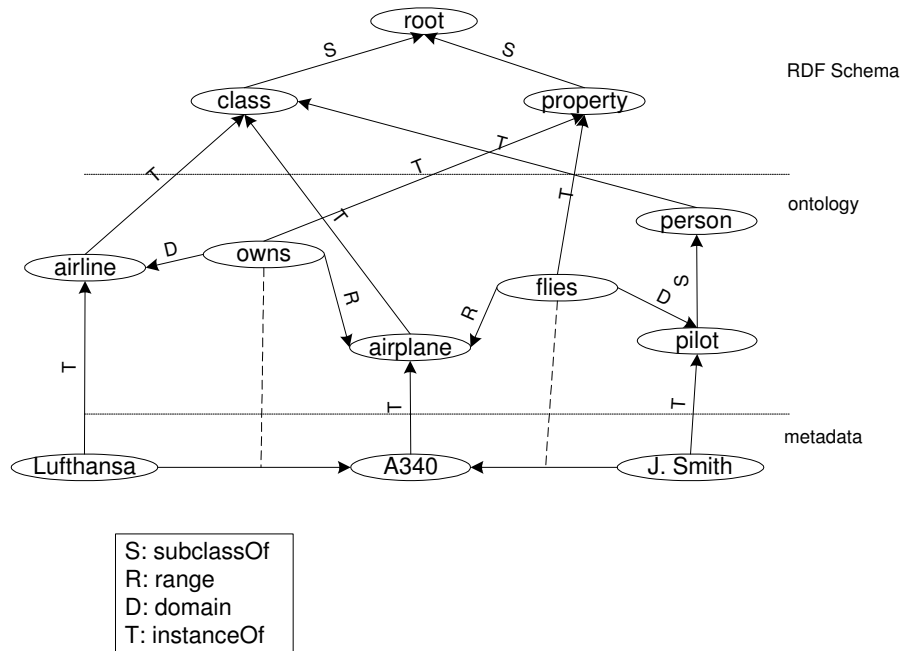 root
S
S
RDF Schema
class
property
T
T
T
T
T
ontology
person
D
owns
airline
S
flies
R
D
R
airplane
pilot
T
T
T
metadata
Lufthansa
A340
J. Smith
S: subclassOf
R: range
D: domain
T: instanceOf